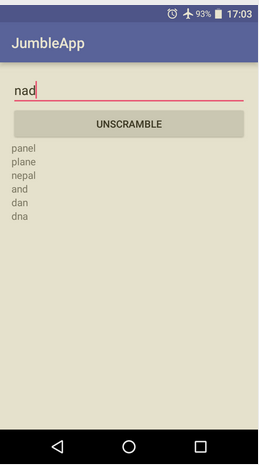 93% 17:03
JumbleApp
nad
UNSCRAMBLE
panel
plane
nepal
and
dan
dna